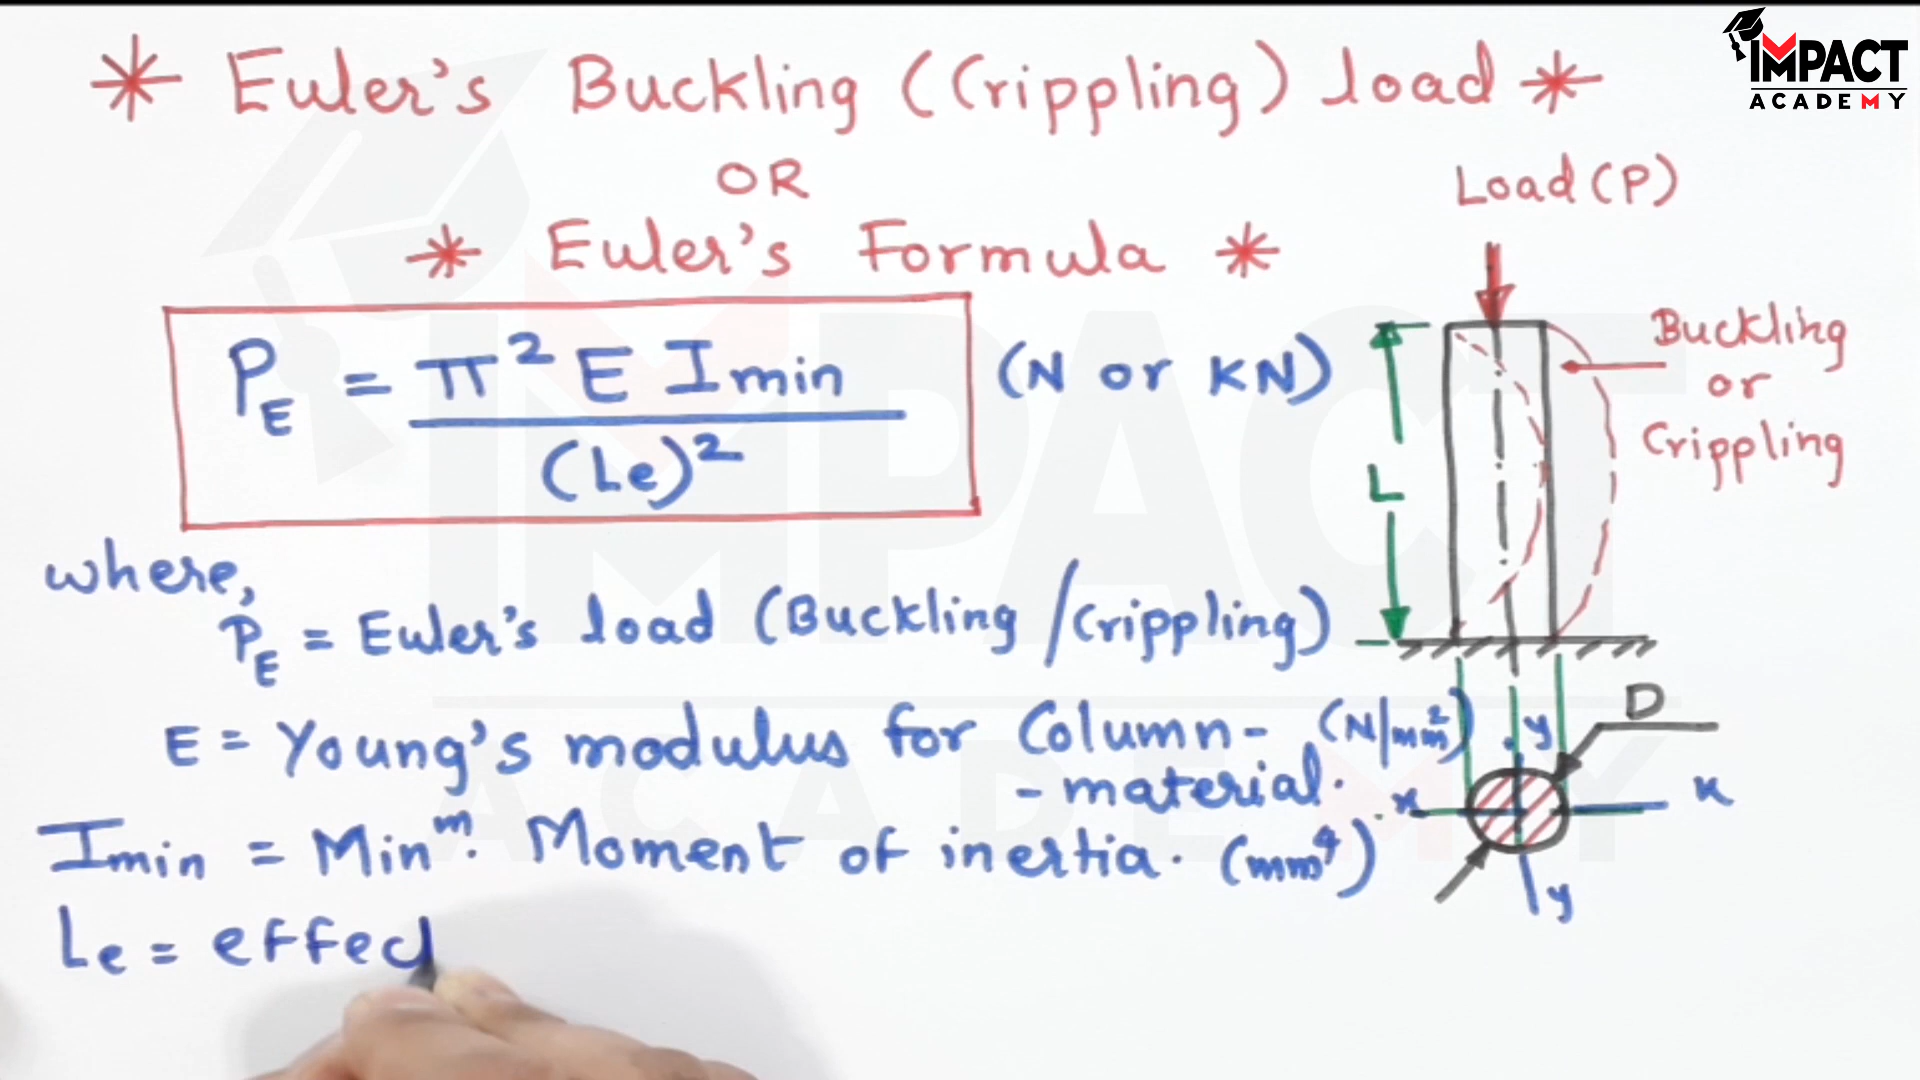 IMPACT
ACADEMY
* Euler's Buckling (Crippling) load *
OR
* Euler's Formula *
P_E = π² E Imin / (Le)² (N or KN)
where,
P_E = Euler's load (Buckling / Crippling)
E = Young's modulus for Column - (N/mm²)
- material.
Imin = Min^m. Moment of inertia. (mm⁴)
Le = effec
Load (P)
Buckling
or
Crippling
L
D
y
x
x
y